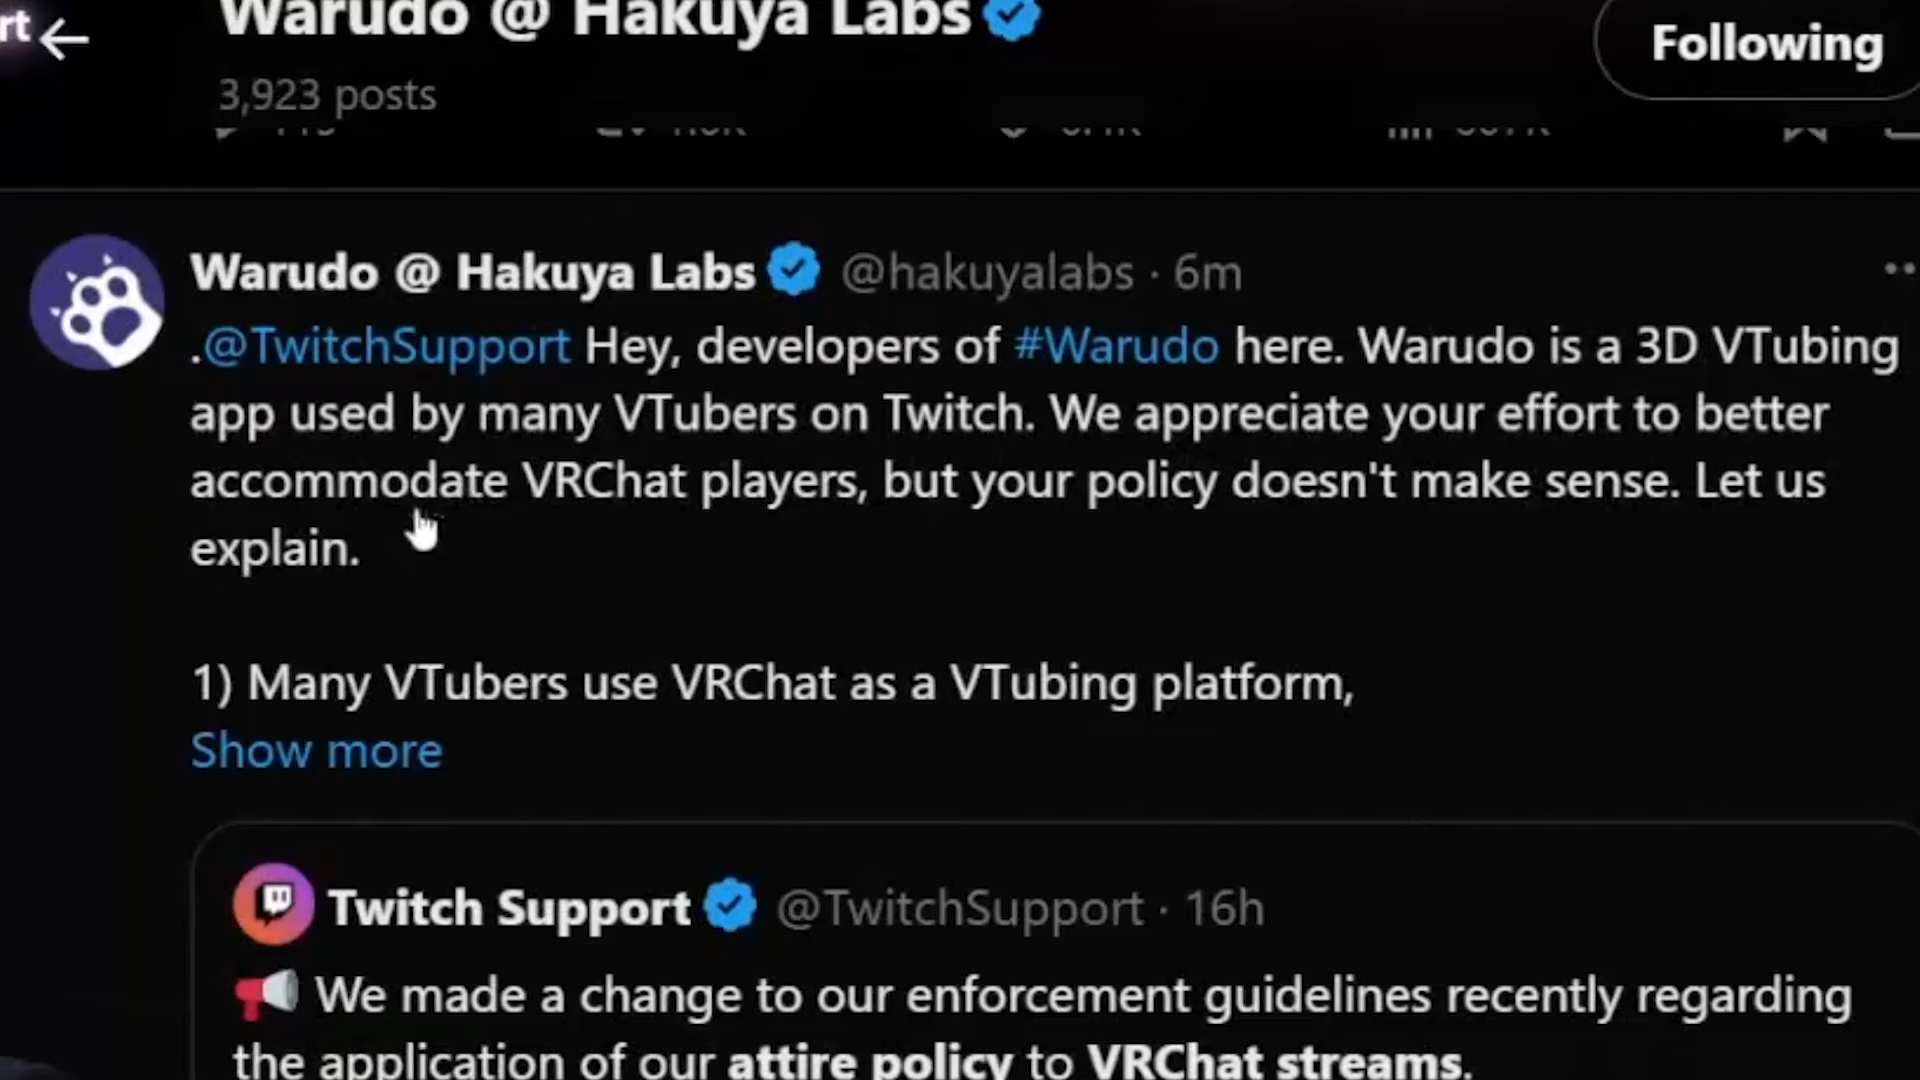 rt
Warudo @ Hakuya Labs
Following
3,923 posts
Warudo @ Hakuya Labs @hakuyalabs · 6m
.@TwitchSupport Hey, developers of #Warudo here. Warudo is a 3D VTubing
app used by many VTubers on Twitch. We appreciate your effort to better
accommodate VRChat players, but your policy doesn't make sense. Let us
explain.
1) Many VTubers use VRChat as a VTubing platform,
Show more
Twitch Support @TwitchSupport · 16h
We made a change to our enforcement guidelines recently regarding
the application of our attire policy to VRChat streams.